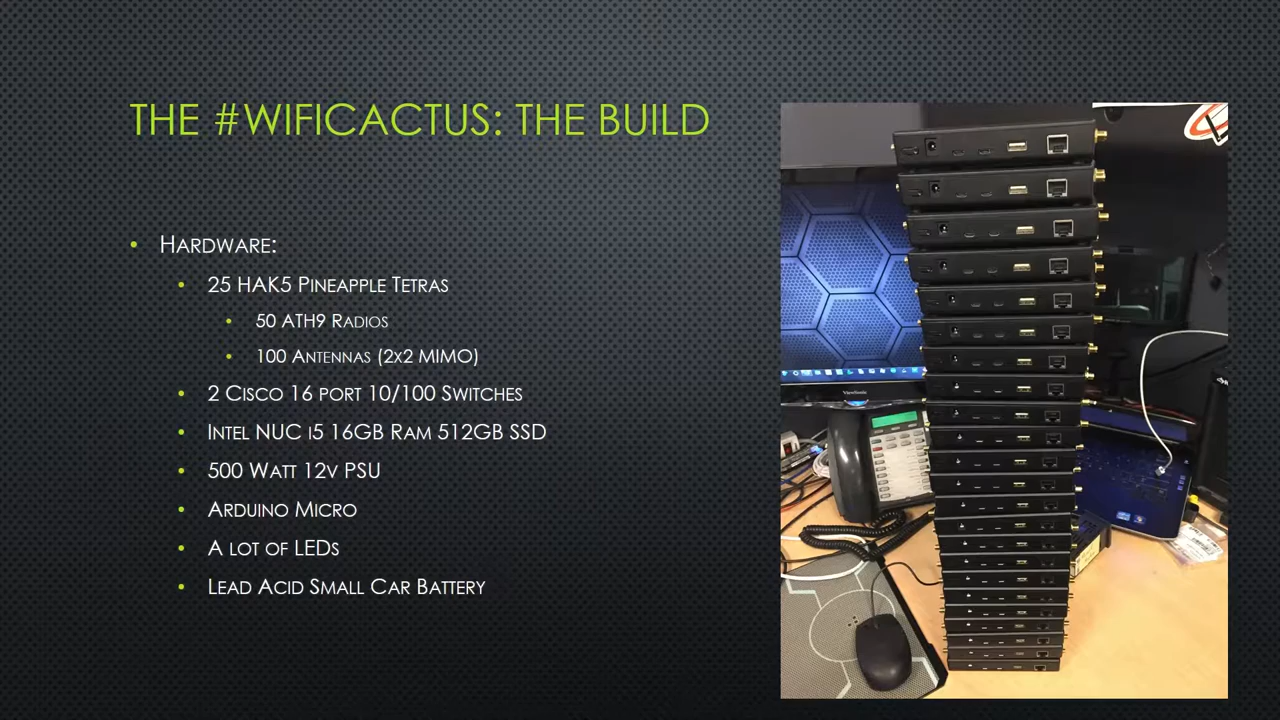 THE #WIFICACTUS: THE BUILD
• HARDWARE:
• 25 HAK5 PINEAPPLE TETRAS
• 50 ATH9 RADIOS
• 100 ANTENNAS (2X2 MIMO)
• 2 CISCO 16 PORT 10/100 SWITCHES
• INTEL NUC I5 16GB RAM 512GB SSD
• 500 WATT 12V PSU
• ARDUINO MICRO
• A LOT OF LEDS
• LEAD ACID SMALL CAR BATTERY
ViewSonic